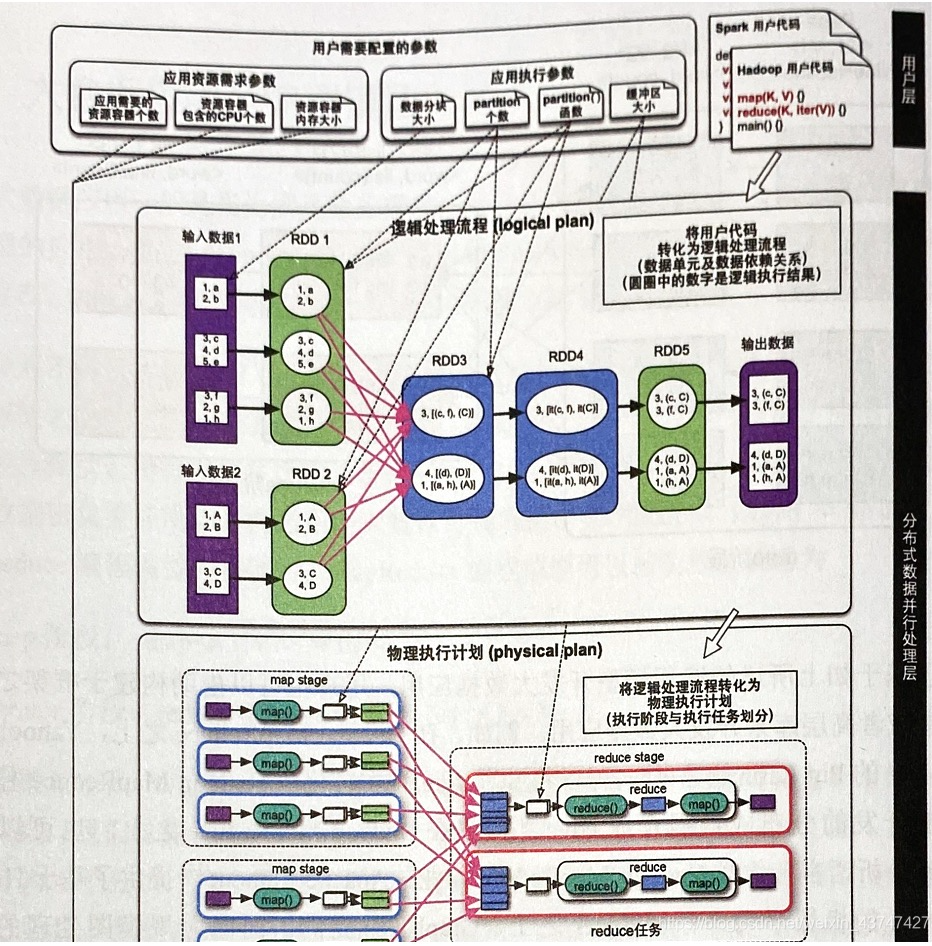 用户需要配置的参数
应用资源需求参数
应用需要的
资源容器个数
资源容器
包含的CPU个数
资源容器
内存大小
应用执行参数
数据分块
大小
partition
个数
partition()
函数
缓冲区
大小
Spark 用户代码
de
v
v
v
v
}
Hadoop 用户代码
map(K, V) {}
reduce(K, Iter(V)) {}
main() {}
用户层
逻辑处理流程 (logical plan)
将用户代码
转化为逻辑处理流程
(数据单元及数据依赖关系)
(圆圈中的数字是逻辑执行结果)
输入数据1
1, a
2, b
3, c
4, d
5, e
3, f
2, g
1, h
RDD 1
1, a
2, b
3, c
4, d
5, e
3, f
2, g
1, h
输入数据2
1, A
2, B
3, C
4, D
RDD 2
1, A
2, B
3, C
4, D
RDD3
3, [(c, f), (C)]
4, [(d), (D)]
1, [(a, h), (A)]
RDD4
3, [It(c, f), It(C)]
4, [It(d), It(D)]
1, [it(a, h), it(A)]
RDD5
3, (c, C)
3, (f, C)
4, (d, D)
1, (a, A)
1, (h, A)
输出数据
3, (c, C)
3, (f, C)
4, (d, D)
1, (a, A)
1, (h, A)
分布式数据并行处理层
物理执行计划 (physical plan)
将逻辑处理流程转化为
物理执行计划
(执行阶段与执行任务划分)
map stage
map()
map()
map()
map stage
map()
reduce stage
reduce
reduce()
map()
reduce
reduce()
map()
reduce任务
https://blog.csdn.net/weixin_43747427